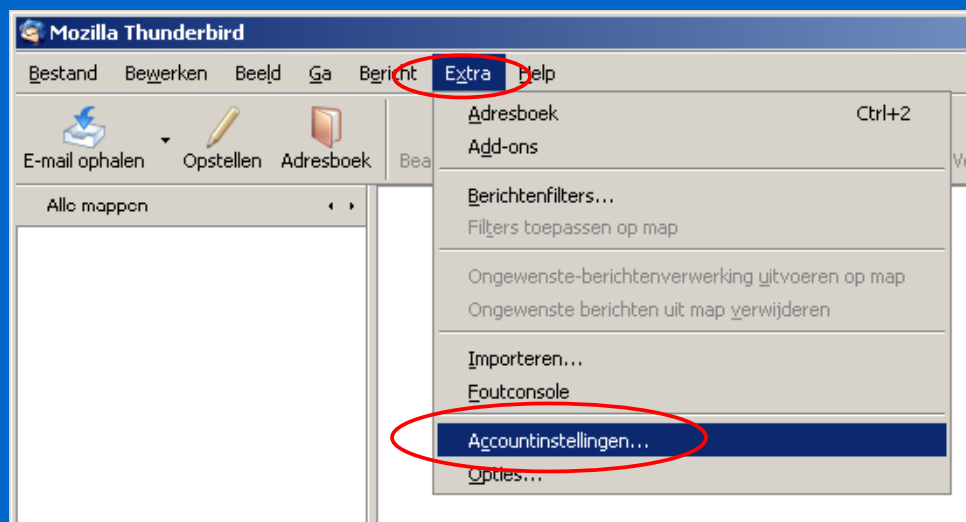 Mozilla Thunderbird
Bestand Bewerken Beeld Ga Bericht Extra Help
E-mail ophalen Opstellen Adresboek
Alle mappen
Adresboek Ctrl+2
Add-ons
Berichtenfilters...
Filters toepassen op map
Ongewenste-berichtenverwerking uitvoeren op map
Ongewenste berichten uit map verwijderen
Importeren...
Foutconsole
Accountinstellingen...
Opties...